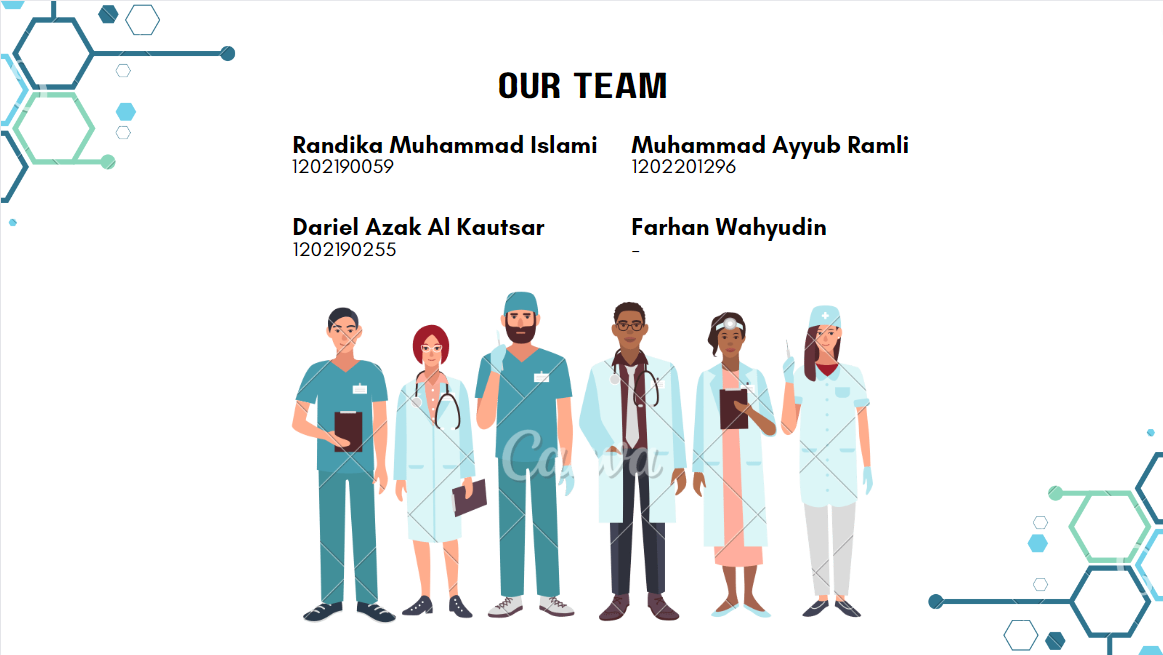 OUR TEAM
Randika Muhammad Islami
1202190059
Muhammad Ayyub Ramli
1202201296
Dariel Azak Al Kautsar
1202190255
Farhan Wahyudin
-
Canva